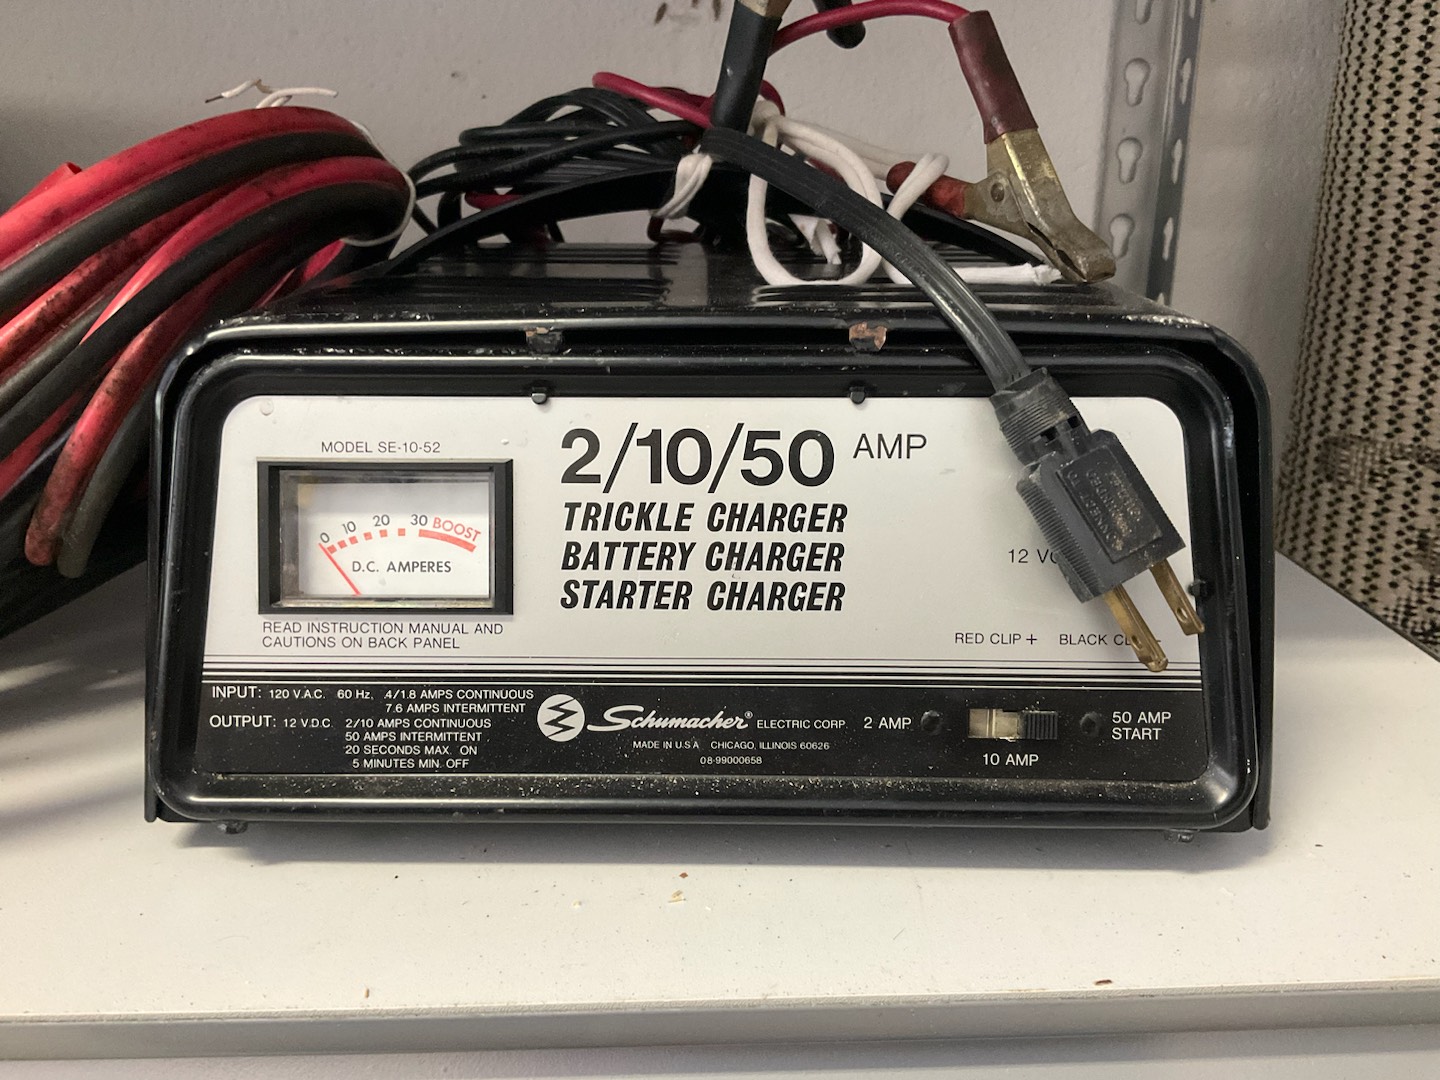 MODEL SE-10-52
2/10/50 AMP
TRICKLE CHARGER
BATTERY CHARGER
STARTER CHARGER
0 10 20 30 BOOST
D.C. AMPERES
12
READ INSTRUCTION MANUAL AND
CAUTIONS ON BACK PANEL
RED CLIP + BLACK
INPUT: 120 V.A.C. 60 Hz. .4/1.8 AMPS CONTINUOUS
7.6 AMPS INTERMITTENT
OUTPUT: 12 V.D.C. 2/10 AMPS CONTINUOUS
50 AMPS INTERMITTENT
20 SECONDS MAX. ON
5 MINUTES MIN. OFF
Schumacher® ELECTRIC CORP.
MADE IN U.S.A CHICAGO, ILLINOIS 60626
08-99000658
2 AMP
10 AMP
50 AMP
START